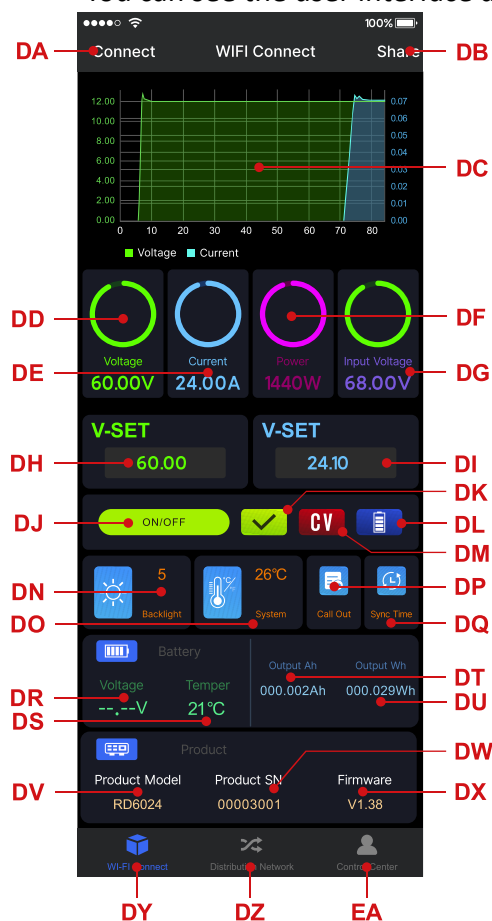 100%
DA Connect WIFI Connect Share DB
12.00 0.07
10.00 0.06
0.05
8.00
0.04
6.00 DC
0.03
4.00
0.02
2.00 0.01
0.00 0.00
0 10 20 30 40 50 60 70 80
Voltage Current
DD DF
Voltage Current Power Input Voltage
DE 60.00V 24.00A 1440W 68.00V DG
V-SET V-SET
DH 60.00 24.10 DI
DK
DJ ON/OFF CV DL
DM
5 26℃
DN DP
Backlight System Call Out Sync Time
DO DQ
Battery
Output Ah Output Wh DT
Voltage Temper 000.002Ah 000.029Wh
DR DU
--.--V 21℃
DS
Product DW
Product Model Product SN Firmware
DV RD6024 00003001 V1.38 DX
WI-FI Connect Distribution Network Control Center
DY DZ EA